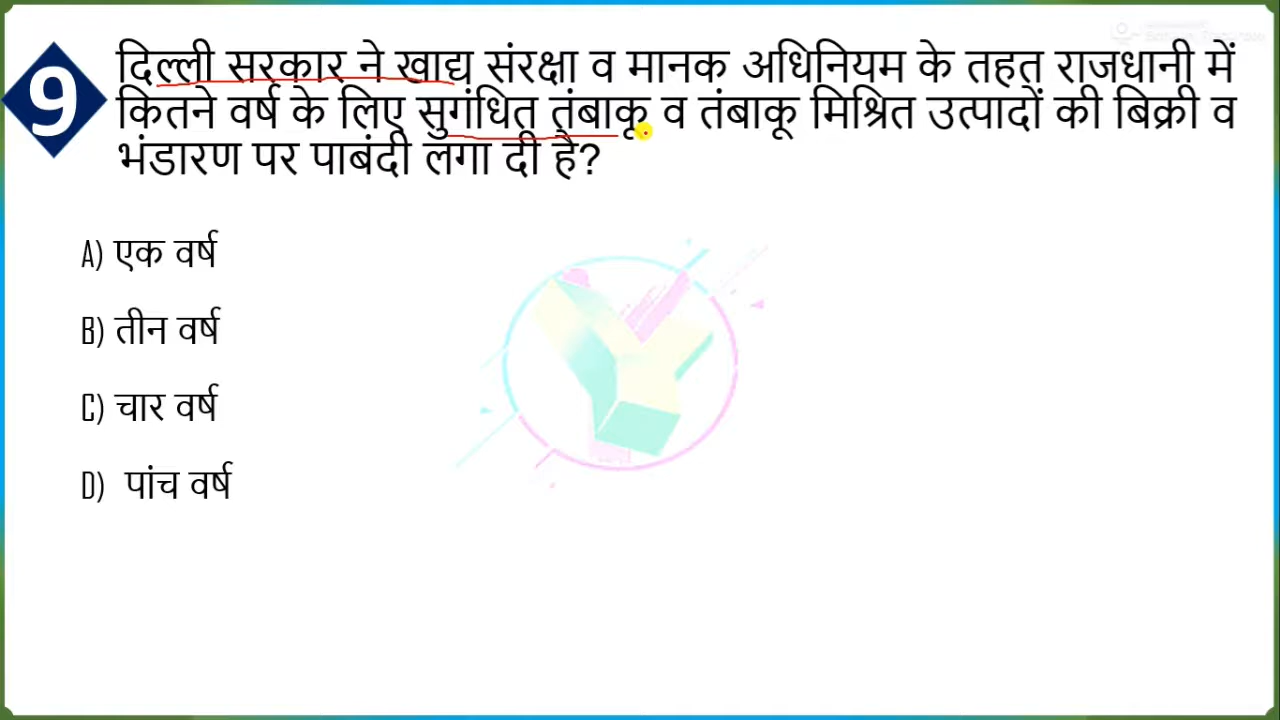 9
दिल्ली सरकार ने खाद्य संरक्षा व मानक अधिनियम के तहत राजधानी में
कितने वर्ष के लिए सुगंधित तंबाकू व तंबाकू मिश्रित उत्पादों की बिक्री व
भंडारण पर पाबंदी लगा दी है?
A) एक वर्ष
B) तीन वर्ष
C) चार वर्ष
D) पांच वर्ष